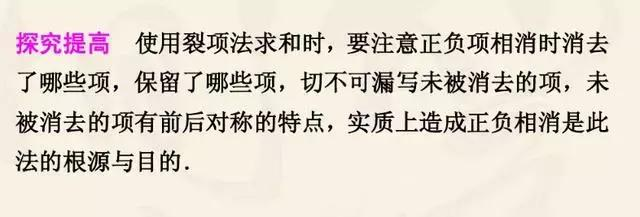 探究提高　使用裂项法求和时，要注意正负项相消时消去
了哪些项，保留了哪些项，切不可漏写未被消去的项，未
被消去的项有前后对称的特点，实质上造成正负相消是此
法的根源与目的．